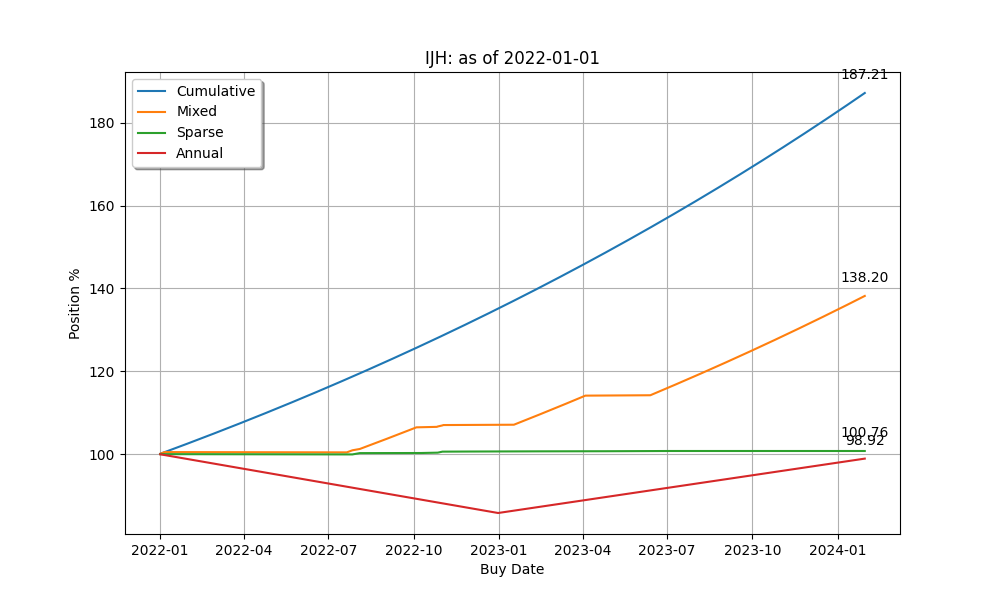 IJH: as of 2022-01-01
187.21
Cumulative
Mixed
Sparse
Annual
180
160
140
120
100
Position %
138.20
100.76
98.92
2022-01
2022-04
2022-07
2022-10
2023-01
2023-04
2023-07
2023-10
2024-01
Buy Date